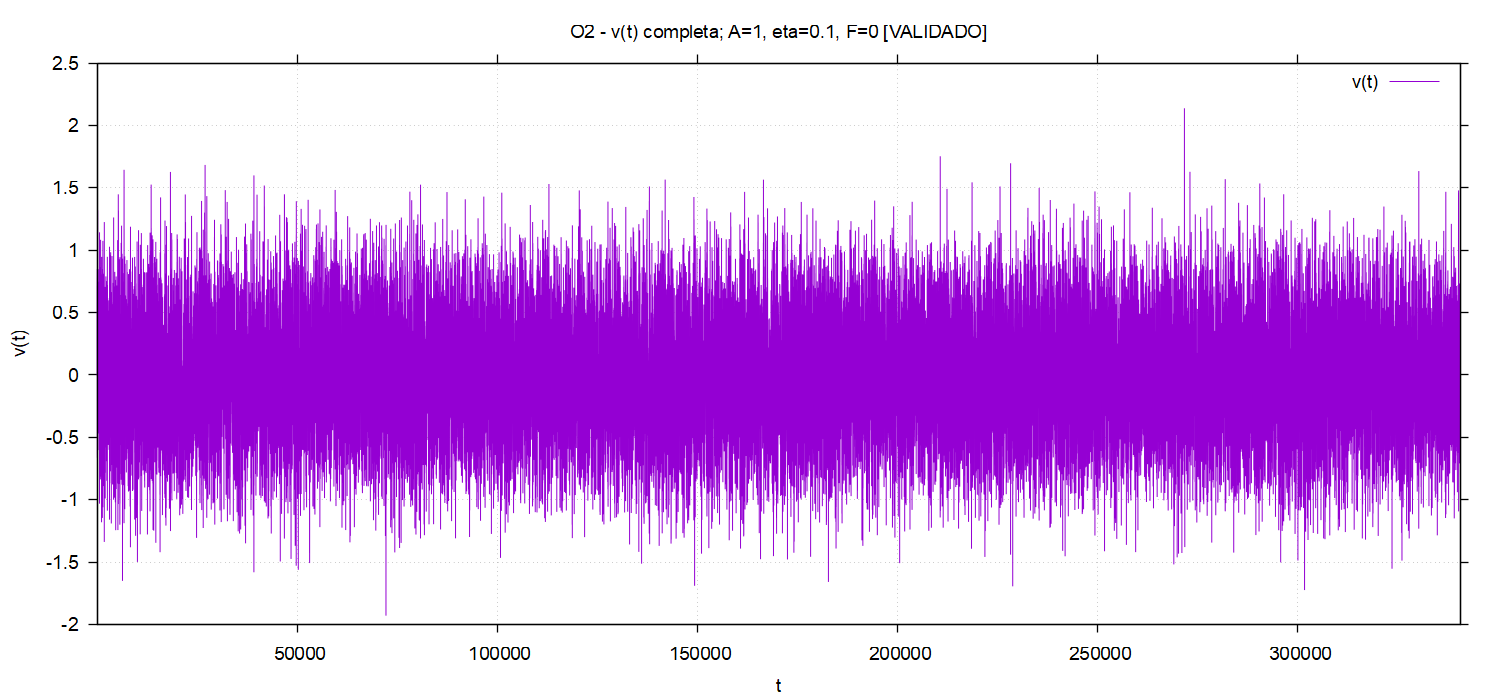 O2 - v(t) completa; A=1, eta=0.1, F=0 [VALIDADO]
v(t)
2.5
2
1.5
1
0.5
0
-0.5
-1
-1.5
-2
v(t)
50000 100000 150000 200000 250000 300000
t